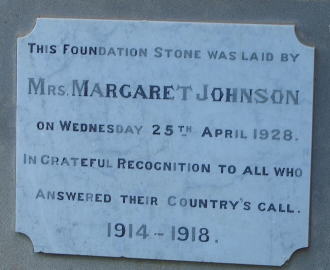 THIS FOUNDATION STONE WAS LAID BY
MRS. MARGARET JOHNSON
ON WEDNESDAY 25TH APRIL 1928.
IN GRATEFUL RECOGNITION TO ALL WHO
ANSWERED THEIR COUNTRY'S CALL.
1914-1918.